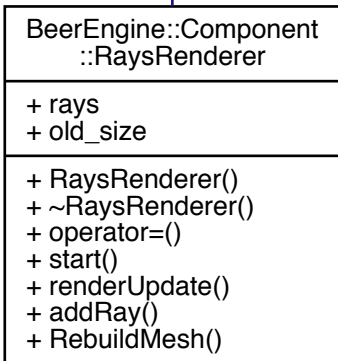 BeerEngine::Component
::RaysRenderer
+ rays
+ old_size
+ RaysRenderer()
+ ~RaysRenderer()
+ operator=()
+ start()
+ renderUpdate()
+ addRay()
+ RebuildMesh()